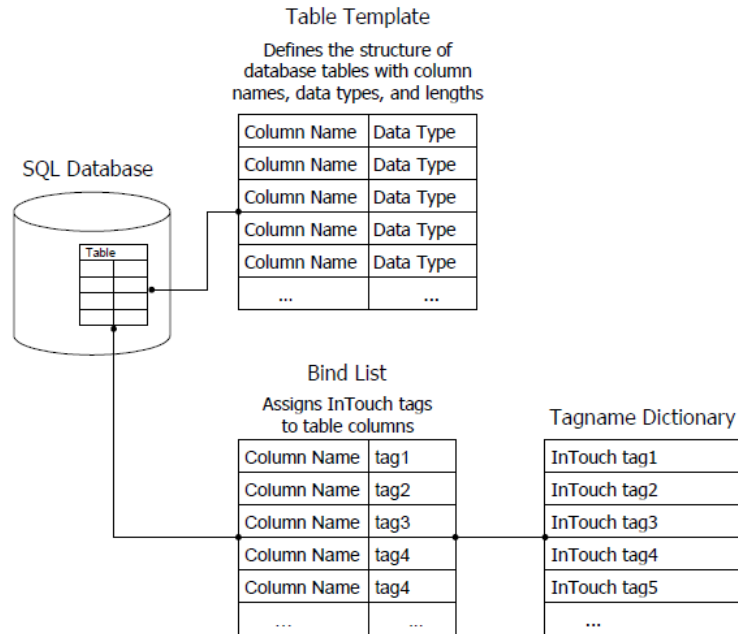 Table Template
Defines the structure of
database tables with column
names, data types, and lengths
Column Name Data Type
Column Name Data Type
Column Name Data Type
Column Name Data Type
Column Name Data Type
... ...
SQL Database
Table
Bind List
Assigns InTouch tags
to table columns
Column Name tag1
Column Name tag2
Column Name tag3
Column Name tag4
Column Name tag4
... ...
Tagname Dictionary
InTouch tag1
InTouch tag2
InTouch tag3
InTouch tag4
InTouch tag5
...